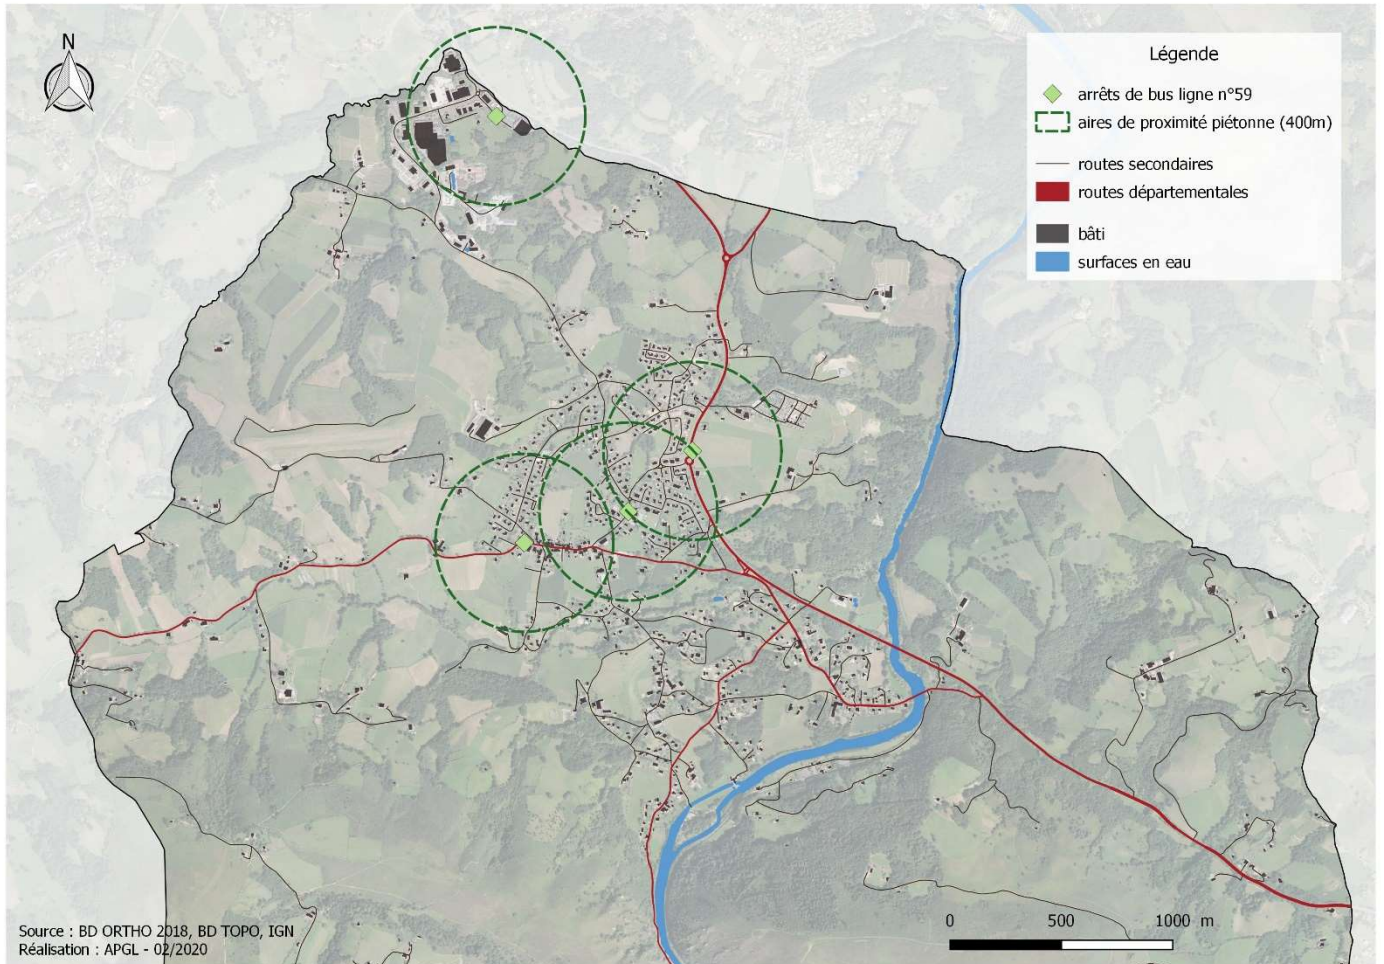 N
Légende
arrêts de bus ligne n°59
aires de proximité piétonne (400m)
routes secondaires
routes départementales
bâti
surfaces en eau
0 500 1000 m
Source : BD ORTHO 2018, BD TOPO, IGN
Réalisation : APGL - 02/2020